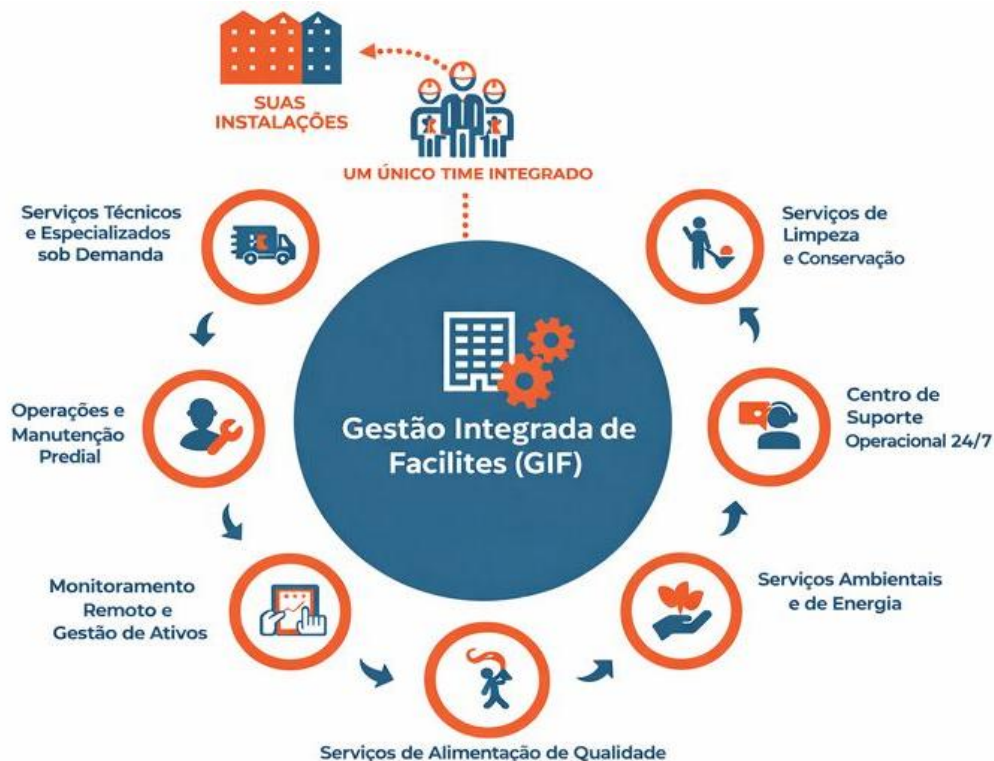 SUAS
INSTALAÇÕES
UM ÚNICO TIME INTEGRADO
Serviços Técnicos
e Especializados
sob Demanda
Serviços de
Limpeza
e Conservação
Gestão Integrada de
Facilites (GIF)
Operações e
Manutenção
Predial
Centro de
Suporte
Operacional 24/7
Monitoramento
Remoto e
Gestão de Ativos
Serviços Ambientais
e de Energia
Serviços de Alimentação de Qualidade